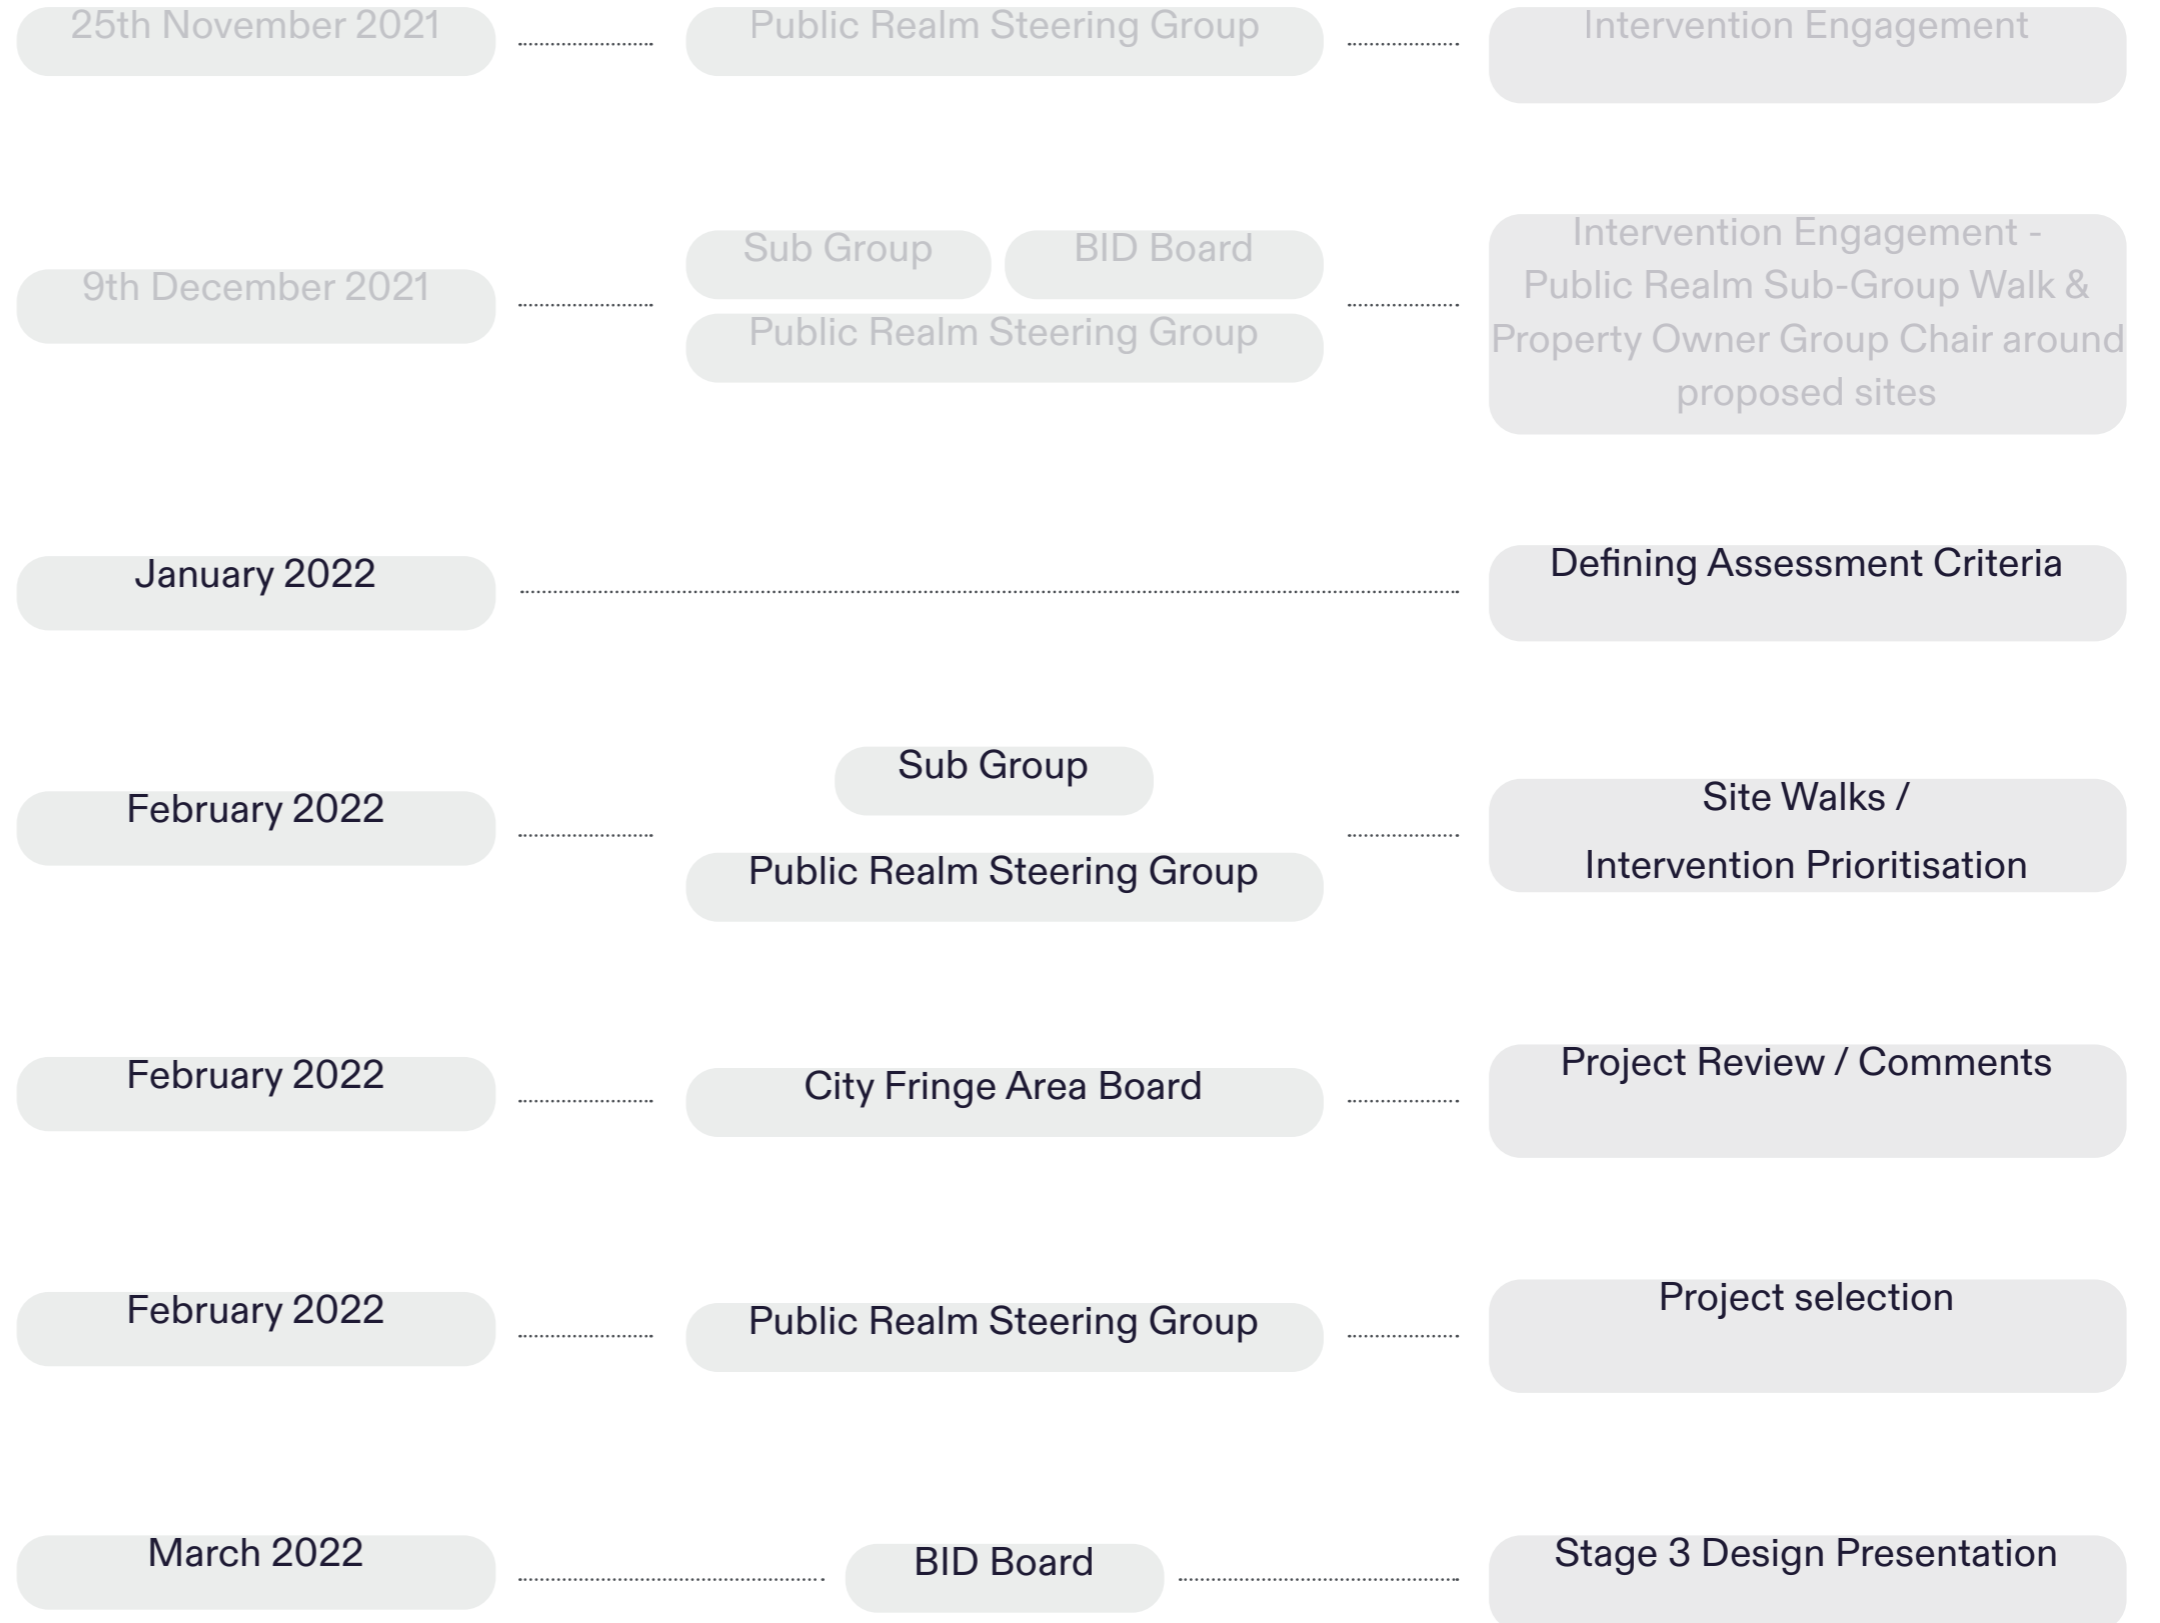 25th November 2021
Public Realm Steering Group
Intervention Engagement
9th December 2021
Sub Group
BID Board
Public Realm Steering Group
Intervention Engagement -
Public Realm Sub-Group Walk &
Property Owner Group Chair around
proposed sites
January 2022
Defining Assessment Criteria
February 2022
Sub Group
Public Realm Steering Group
Site Walks /
Intervention Prioritisation
February 2022
City Fringe Area Board
Project Review / Comments
February 2022
Public Realm Steering Group
Project selection
March 2022
BID Board
Stage 3 Design Presentation